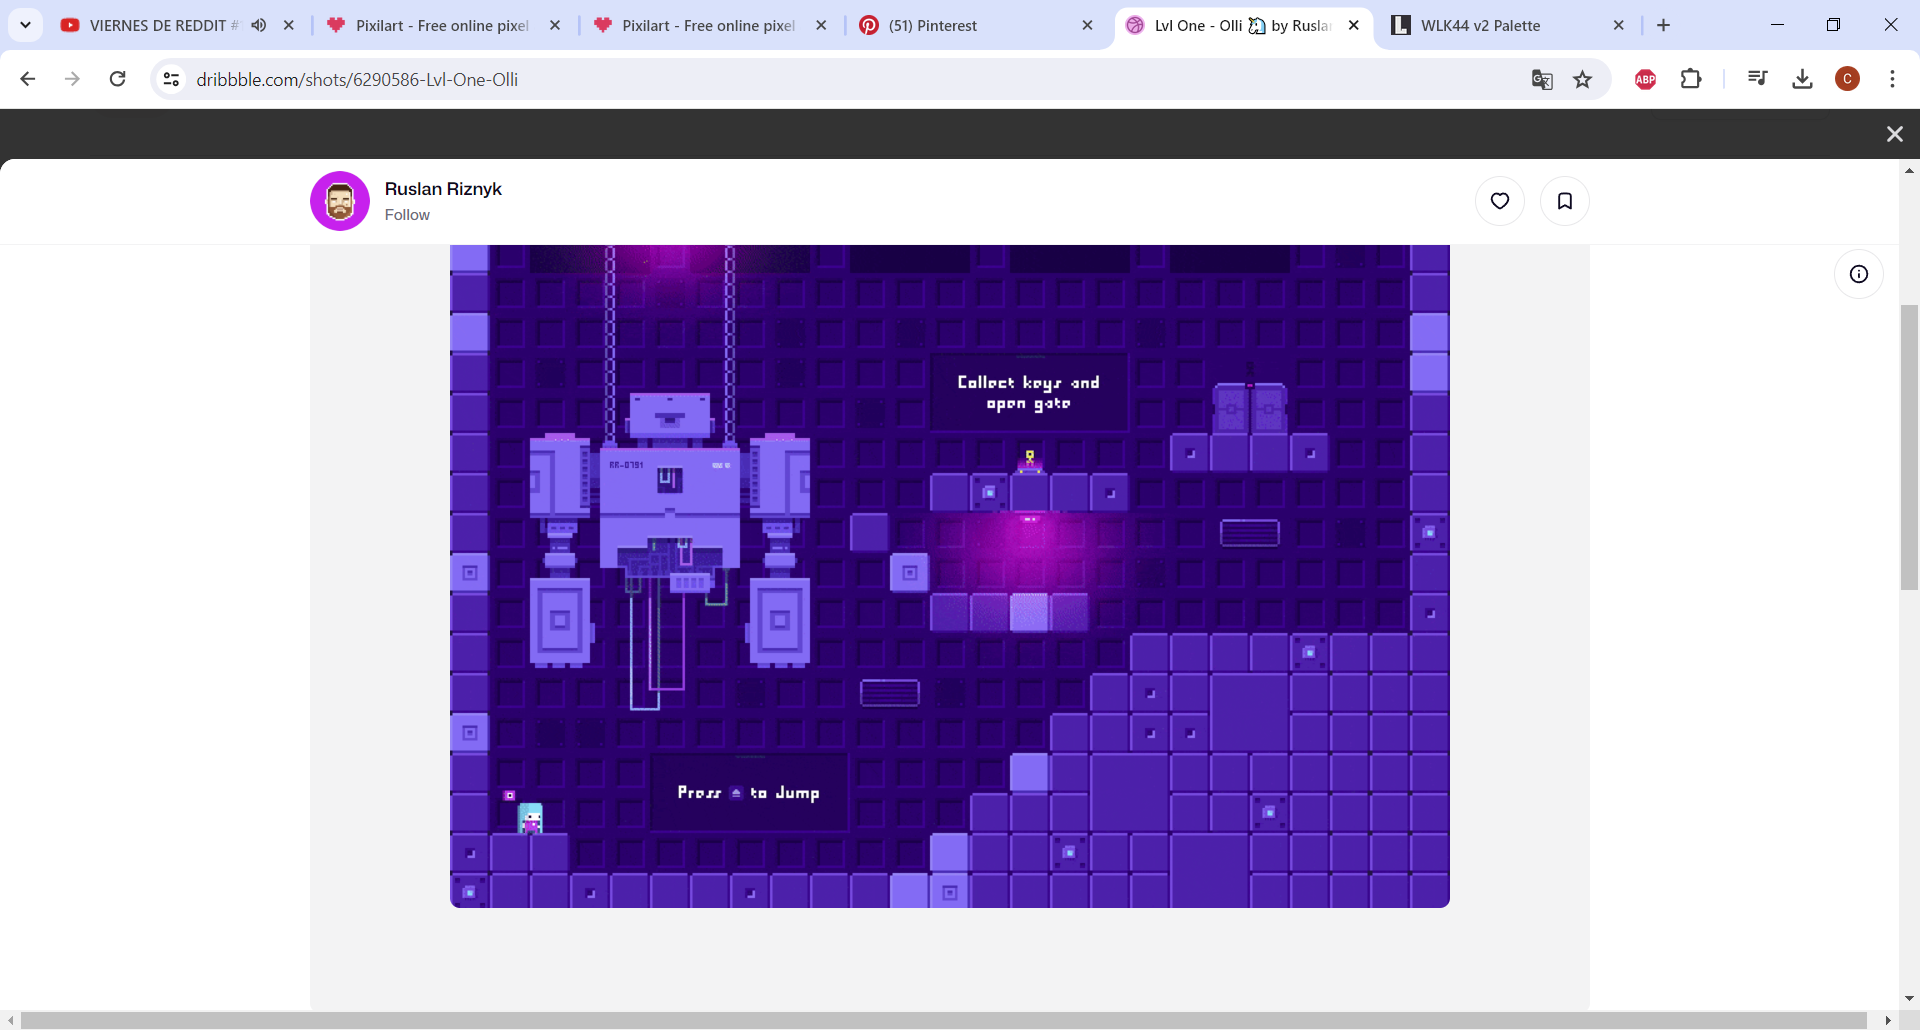 VIERNES DE REDDIT #
Pixilart - Free online pixel
Pixilart - Free online pixel
(51) Pinterest
Lvl One - Olli 🐴 by Rusla
WLK44 v2 Palette
dribbble.com/shots/6290586-Lvl-One-Olli
ABP
C
Ruslan Riznyk
Follow
Collect keys and
open gate
RR-0791
Press to Jump